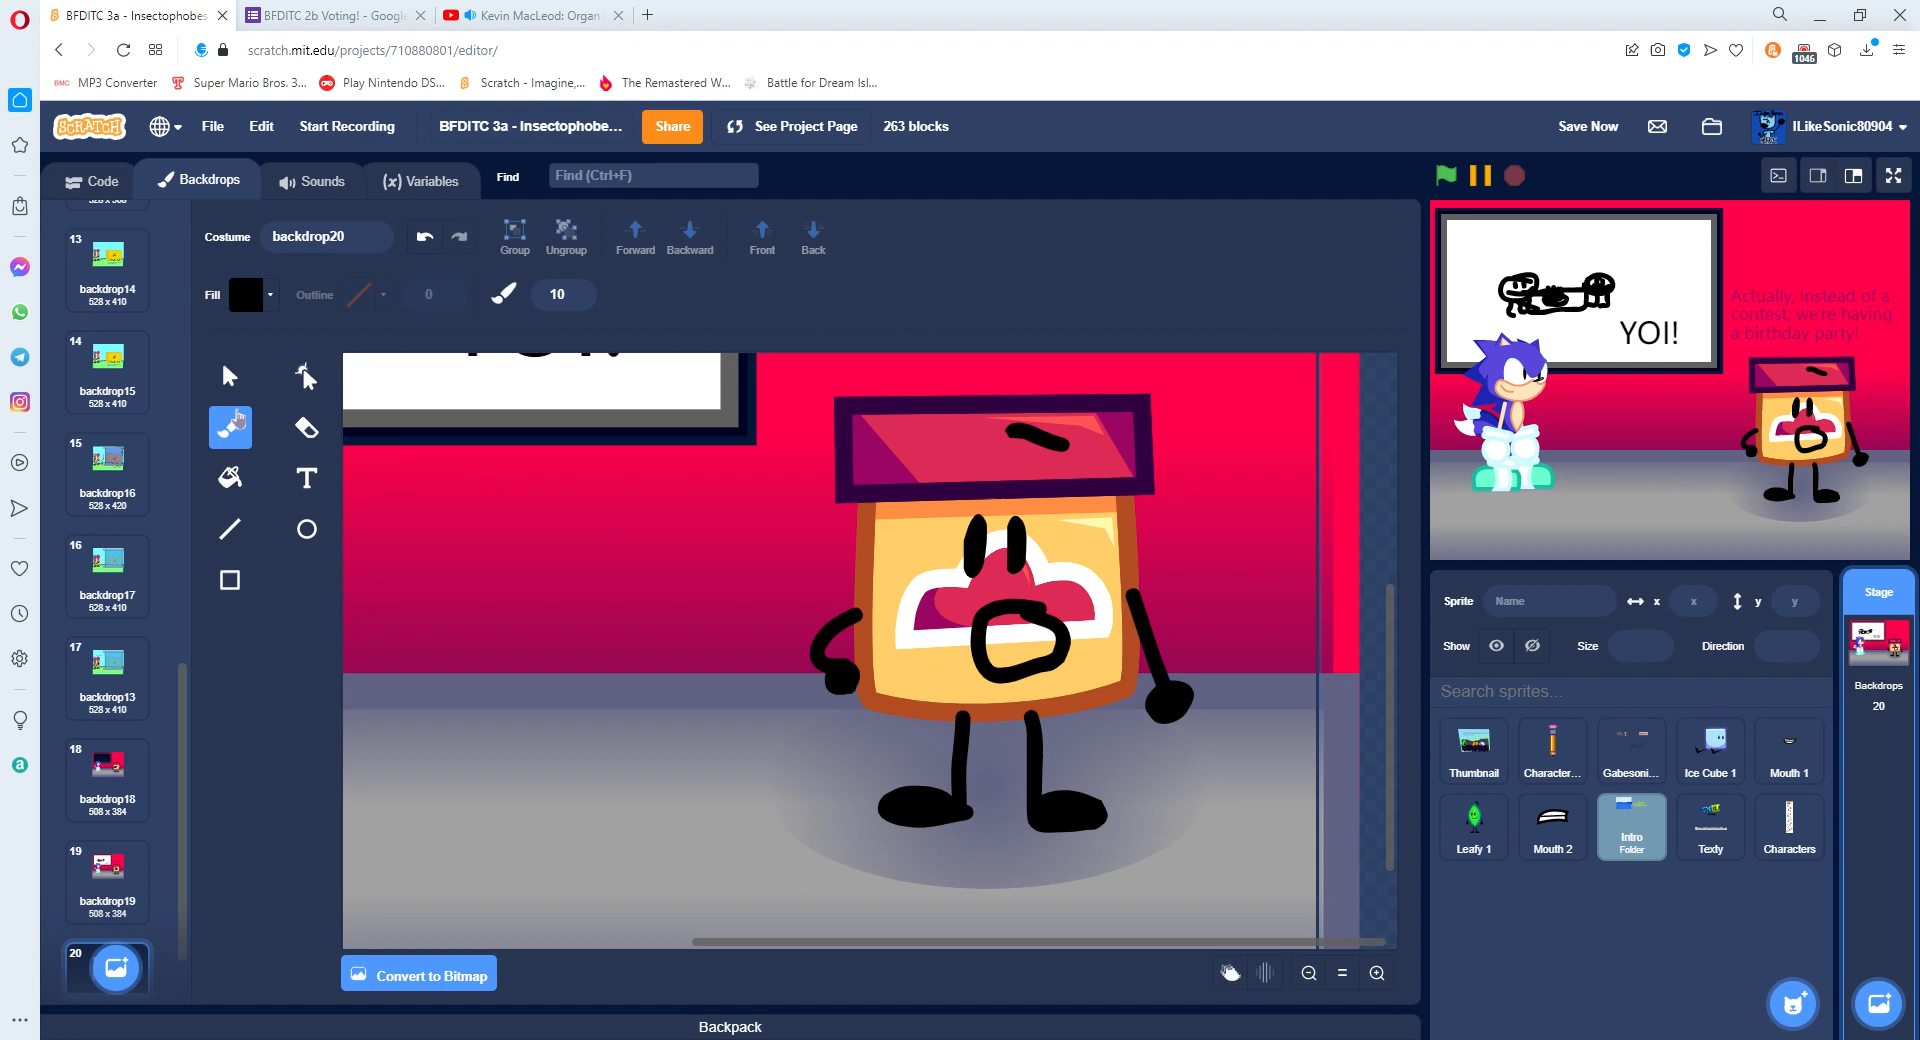 BFDITC 3a - Insectophobes
BFDITC 2b Voting! - Google
Kevin MacLeod: Organ
scratch.mit.edu/projects/710880801/editor/
1046
BMC MP3 Converter
Super Mario Bros. 3...
Play Nintendo DS...
Scratch - Imagine,...
The Remastered W...
Battle for Dream Isl...
SCRATCH
File
Edit
Start Recording
BFDITC 3a - Insectophobe...
Share
See Project Page
263 blocks
Save Now
ILikeSonic80904
Code
Backdrops
Sounds
(x) Variables
Find
Find (Ctrl+F)
Costume
backdrop20
Group
Ungroup
Forward
Backward
Front
Back
Fill
Outline
0
10
13
backdrop14
528 x 410
14
backdrop15
528 x 410
15
backdrop16
528 x 420
16
backdrop17
528 x 410
17
backdrop13
528 x 410
18
backdrop18
508 x 384
19
backdrop19
508 x 384
20
T
Convert to Bitmap
Backpack
YOI!
Actually, instead of a
contest, we're having
a birthday party!
Sprite
Name
x
x
y
y
Show
Size
Direction
Search sprites...
Thumbnail
Character...
Gabesoni...
Ice Cube 1
Mouth 1
Leafy 1
Mouth 2
Intro
Folder
Texty
Characters
Stage
Backdrops
20